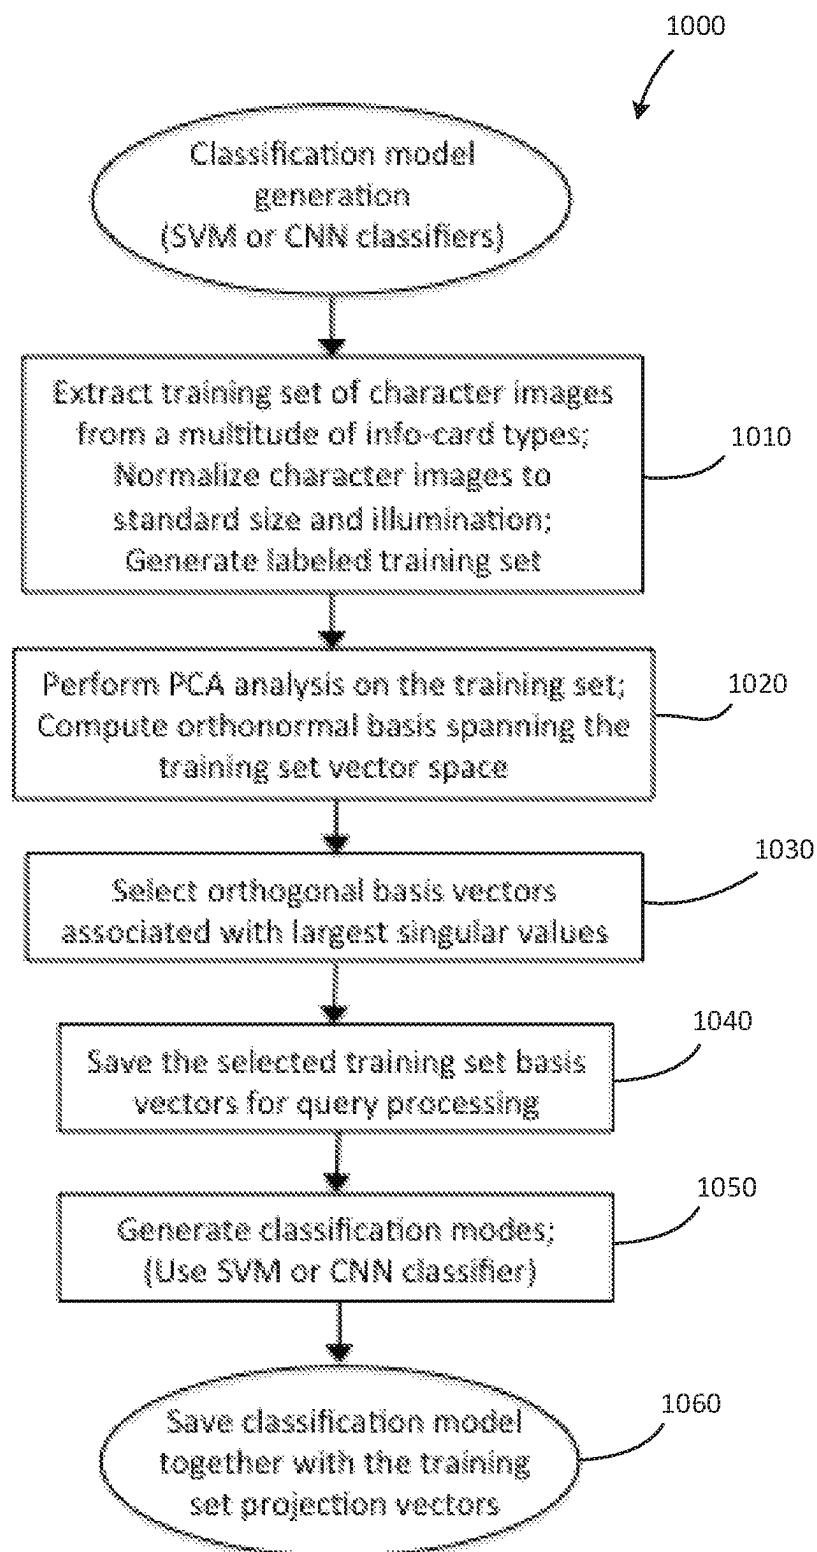 1000
Classification model
generation
(SVM or CNN classifiers)
Extract training set of character images
from a multitude of info-card types;
Normalize character images to
standard size and illumination;
Generate labeled training set
1010
Perform PCA analysis on the training set;
Compute orthonormal basis spanning the
training set vector space
1020
Select orthogonal basis vectors
associated with largest singular values
1030
Save the selected training set basis
vectors for query processing
1040
Generate classification modes;
(Use SVM or CNN classifier)
1050
Save classification model
together with the training
set projection vectors
1060